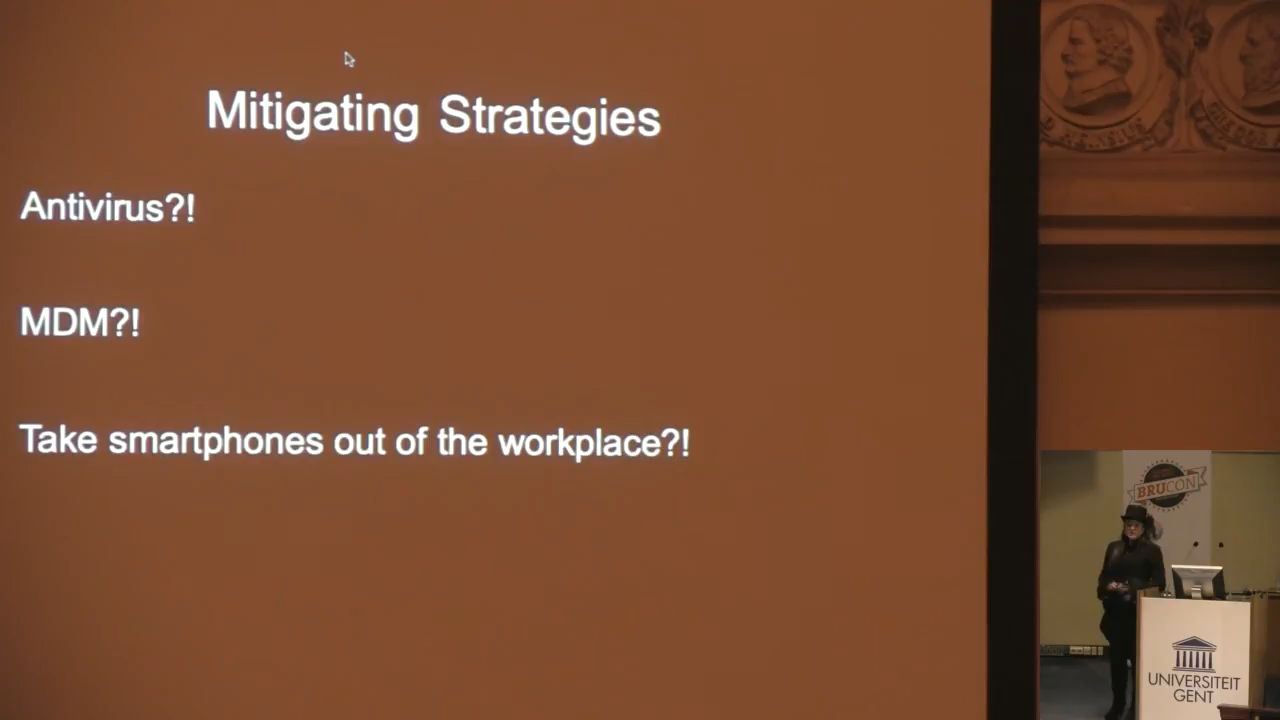 Mitigating Strategies
Antivirus?!
MDM?!
Take smartphones out of the workplace?!
BRUCON
UNIVERSITEIT
GENT